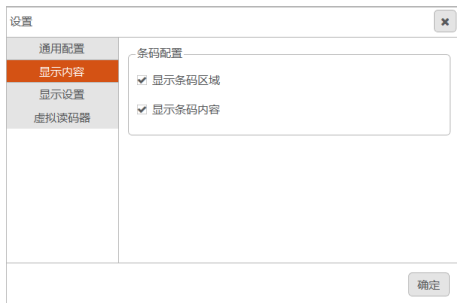 设置
通用配置
显示内容
显示设置
虚拟读码器
条码配置
显示条码区域
显示条码内容
确定